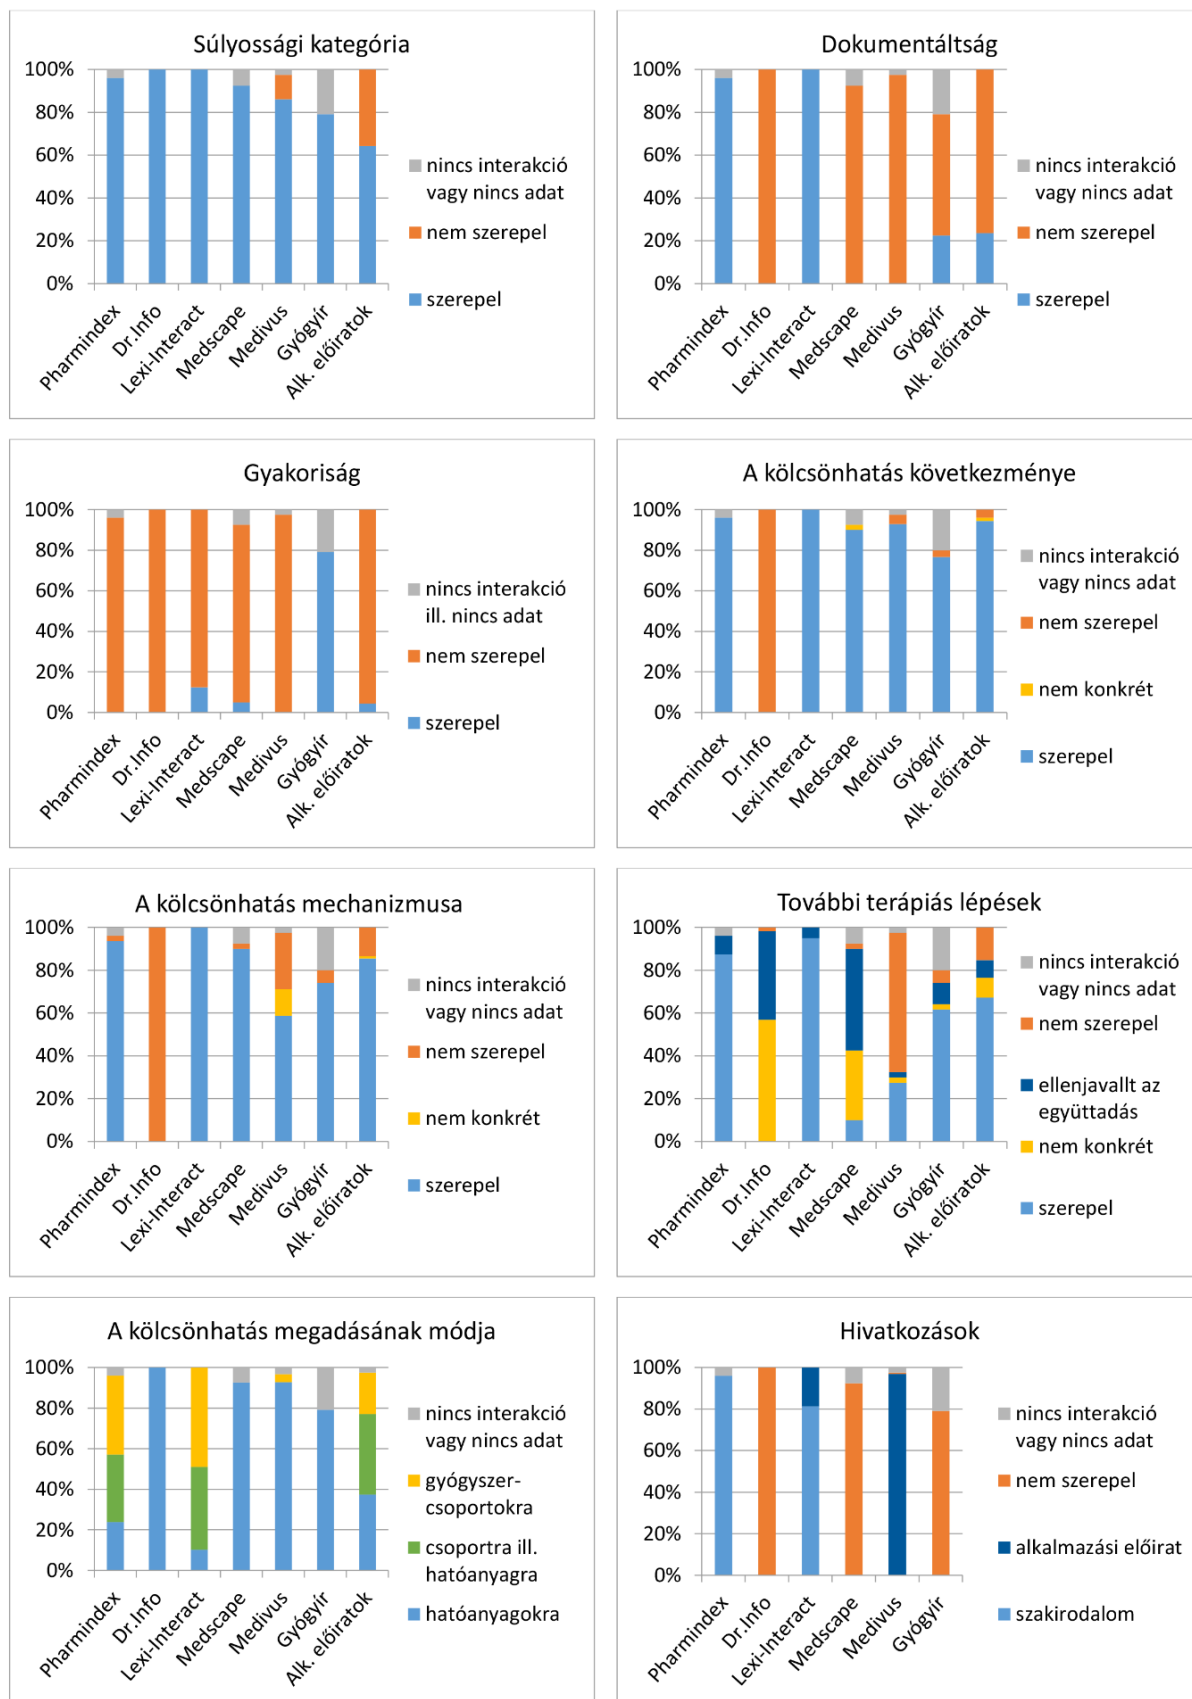 Súlyossági kategória
100%
80%
60%
40%
20%
0%
Pharmindex
Dr.Info
Lexi-Interact
Medscape
Medivus
Gyógyír
Alk. előiratok
nincs interakció
vagy nincs adat
nem szerepel
szerepel
Dokumentáltság
100%
80%
60%
40%
20%
0%
Pharmindex
Dr.Info
Lexi-Interact
Medscape
Medivus
Gyógyír
Alk. előiratok
nincs interakció
vagy nincs adat
nem szerepel
szerepel
Gyakoriság
100%
80%
60%
40%
20%
0%
Pharmindex
Dr.Info
Lexi-Interact
Medscape
Medivus
Gyógyír
Alk. előiratok
nincs interakció
ill. nincs adat
nem szerepel
szerepel
A kölcsönhatás következménye
100%
80%
60%
40%
20%
0%
Pharmindex
Dr.Info
Lexi-Interact
Medscape
Medivus
Gyógyír
Alk. előiratok
nincs interakció
vagy nincs adat
nem szerepel
nem konkrét
szerepel
A kölcsönhatás mechanizmusa
100%
80%
60%
40%
20%
0%
Pharmindex
Dr.Info
Lexi-Interact
Medscape
Medivus
Gyógyír
Alk. előiratok
nincs interakció
vagy nincs adat
nem szerepel
nem konkrét
szerepel
További terápiás lépések
100%
80%
60%
40%
20%
0%
Pharmindex
Dr.Info
Lexi-Interact
Medscape
Medivus
Gyógyír
Alk. előiratok
nincs interakció
vagy nincs adat
nem szerepel
ellenjavallt az
együttadás
nem konkrét
szerepel
A kölcsönhatás megadásának módja
100%
80%
60%
40%
20%
0%
Pharmindex
Dr.Info
Lexi-Interact
Medscape
Medivus
Gyógyír
Alk. előiratok
nincs interakció
vagy nincs adat
gyógyszer-
csoportokra
csoportra ill.
hatóanyagra
hatóanyagokra
Hivatkozások
100%
80%
60%
40%
20%
0%
Pharmindex
Dr.Info
Lexi-Interact
Medscape
Medivus
Gyógyír
nincs interakció
vagy nincs adat
nem szerepel
alkalmazási előirat
szakirodalom